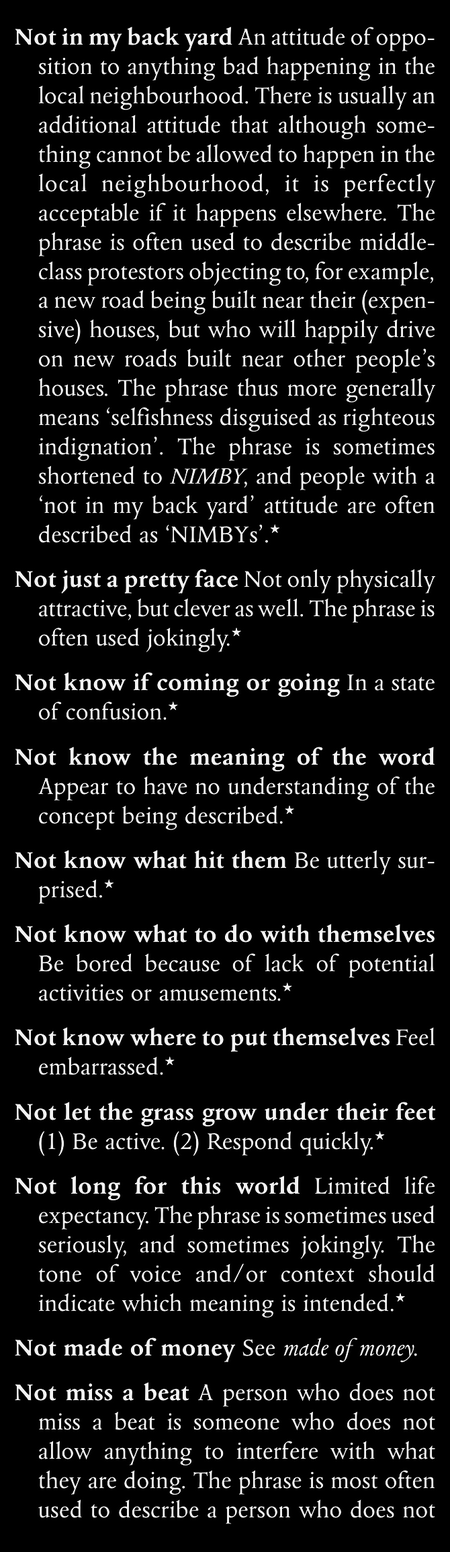 Not in my back yard An attitude of oppo-
sition to anything bad happening in the
local neighbourhood. There is usually an
additional attitude that although some-
thing cannot be allowed to happen in the
local neighbourhood, it is perfectly
acceptable if it happens elsewhere. The
phrase is often used to describe middle-
class protestors objecting to, for example,
a new road being built near their (expen-
sive) houses, but who will happily drive
on new roads built near other people’s
houses. The phrase thus more generally
means ‘selfishness disguised as righteous
indignation’. The phrase is sometimes
shortened to NIMBY, and people with a
‘not in my back yard’ attitude are often
described as ‘NIMBYs’.★
Not just a pretty face Not only physically
attractive, but clever as well. The phrase is
often used jokingly.★
Not know if coming or going In a state
of confusion.★
Not know the meaning of the word
Appear to have no understanding of the
concept being described.★
Not know what hit them Be utterly sur-
prised.★
Not know what to do with themselves
Be bored because of lack of potential
activities or amusements.★
Not know where to put themselves Feel
embarrassed.★
Not let the grass grow under their feet
(1) Be active. (2) Respond quickly.★
Not long for this world Limited life
expectancy. The phrase is sometimes used
seriously, and sometimes jokingly. The
tone of voice and/or context should
indicate which meaning is intended.★
Not made of money See made of money.
Not miss a beat A person who does not
miss a beat is someone who does not
allow anything to interfere with what
they are doing. The phrase is most often
used to describe a person who does not